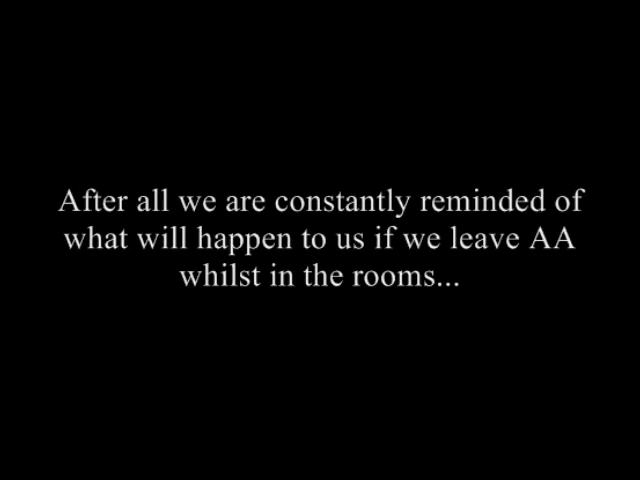 After all we are constantly reminded of
what will happen to us if we leave AA
whilst in the rooms...